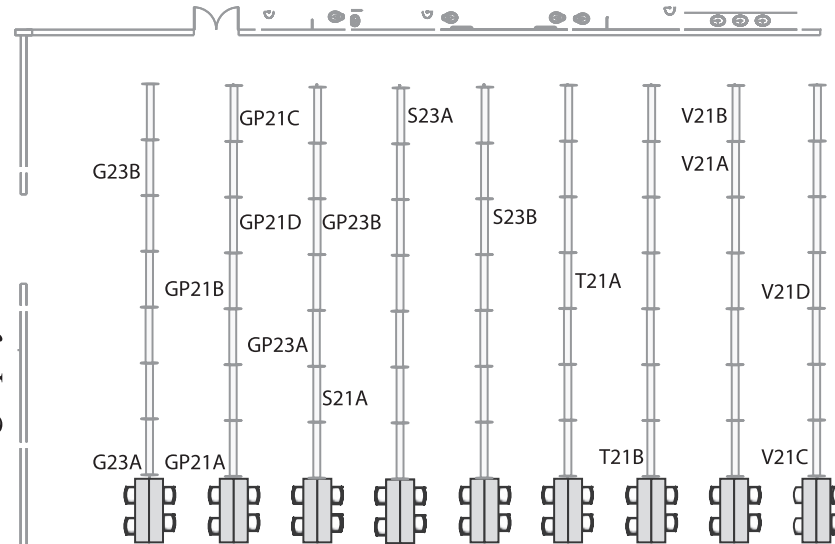 GP21C
S23A
V21B
G23B
V21A
GP21D
GP23B
S23B
GP21B
T21A
V21D
GP23A
S21A
G23A
GP21A
T21B
V21C